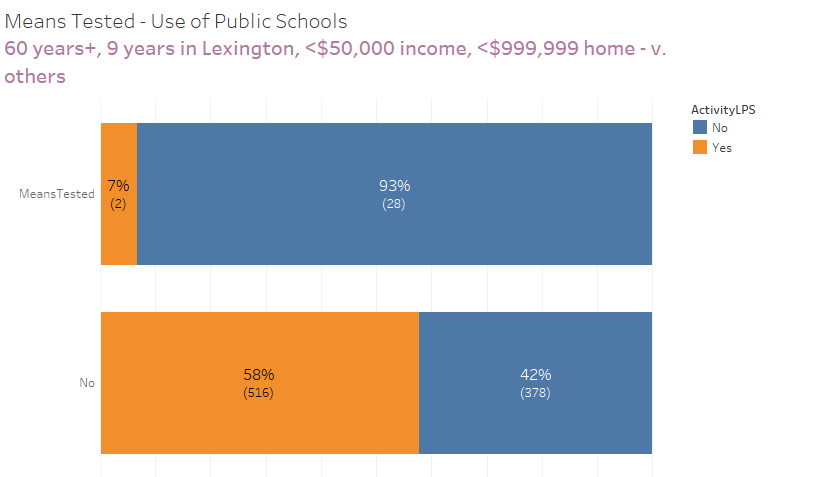 Means Tested - Use of Public Schools
60 years+, 9 years in Lexington, <$50,000 income, <$999,999 home - v.
others
ActivityLPS
No
Yes
MeansTested
7%
(2)
93%
(28)
No
58%
(516)
42%
(378)